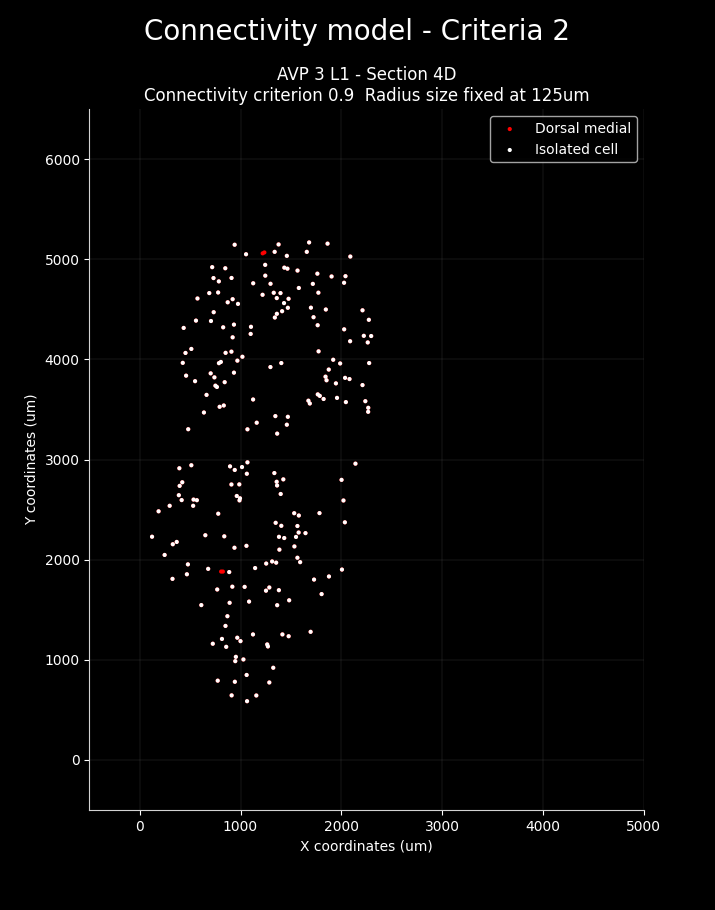 Connectivity model - Criteria 2
AVP 3 L1 - Section 4D
Connectivity criterion 0.9  Radius size fixed at 125um
Dorsal medial
Isolated cell
6000
5000
4000
3000
2000
1000
0
Y coordinates (um)
0
1000
2000
3000
4000
5000
X coordinates (um)